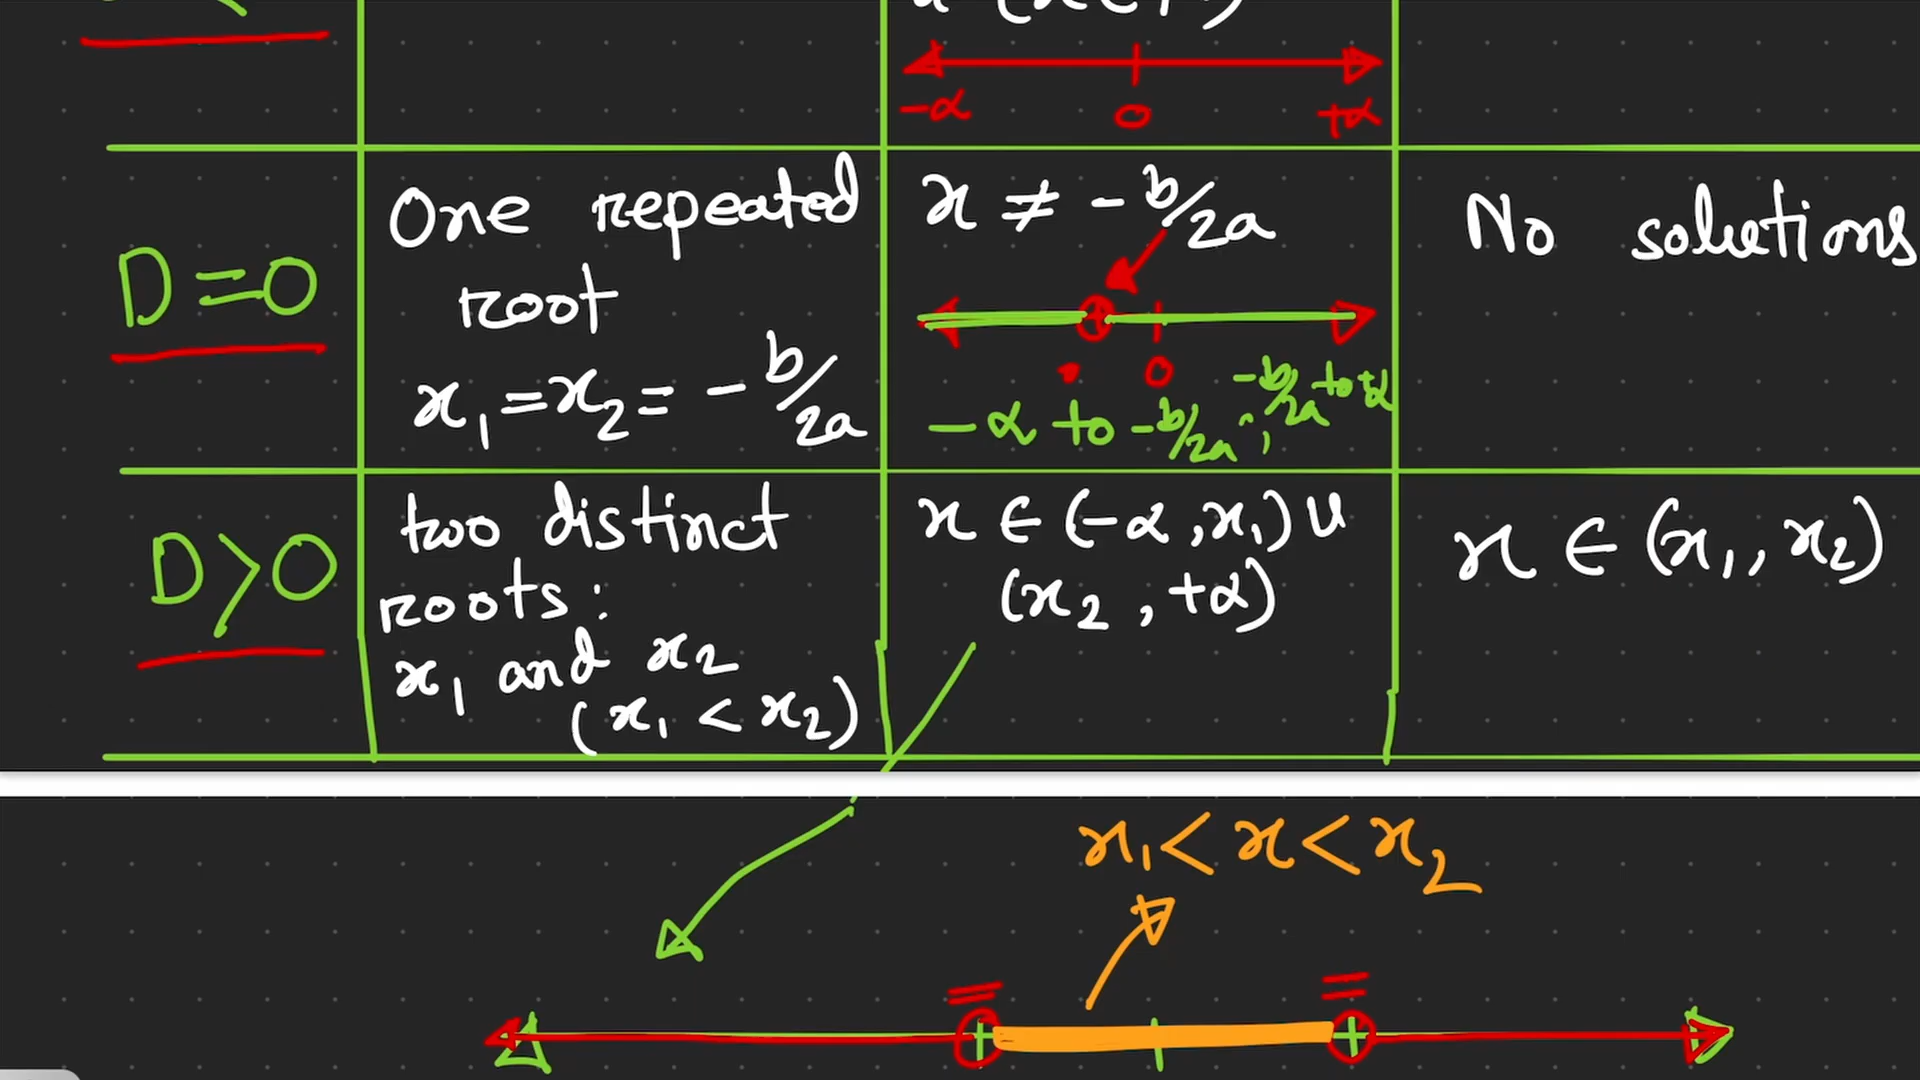 -α 0 +α
D=0
One repeated
root
x₁=x₂= -b/2a
x ≠ -b/2a
0
-α to -b/2a ; -b/2a to +α
No solutions
D>0
two distinct
roots:
x₁ and x₂
(x₁ < x₂)
x ∈ (-α, x₁) ∪
(x₂, +α)
x ∈ (x₁, x₂)
x₁ < x < x₂